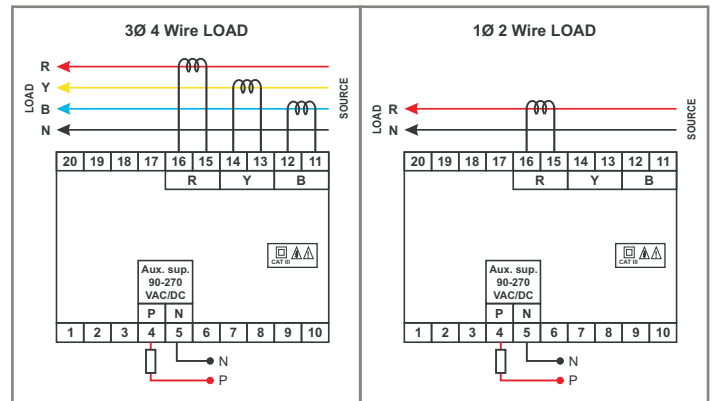 3Ø 4 Wire LOAD
R
Y
B
N
LOAD
SOURCE
20 19 18 17 16 15 14 13 12 11
R Y B
CAT III
Aux. sup.
90-270
VAC/DC
P N
1 2 3 4 5 6 7 8 9 10
N
P
1Ø 2 Wire LOAD
R
N
LOAD
SOURCE
20 19 18 17 16 15 14 13 12 11
R Y B
CAT III
Aux. sup.
90-270
VAC/DC
P N
1 2 3 4 5 6 7 8 9 10
N
P